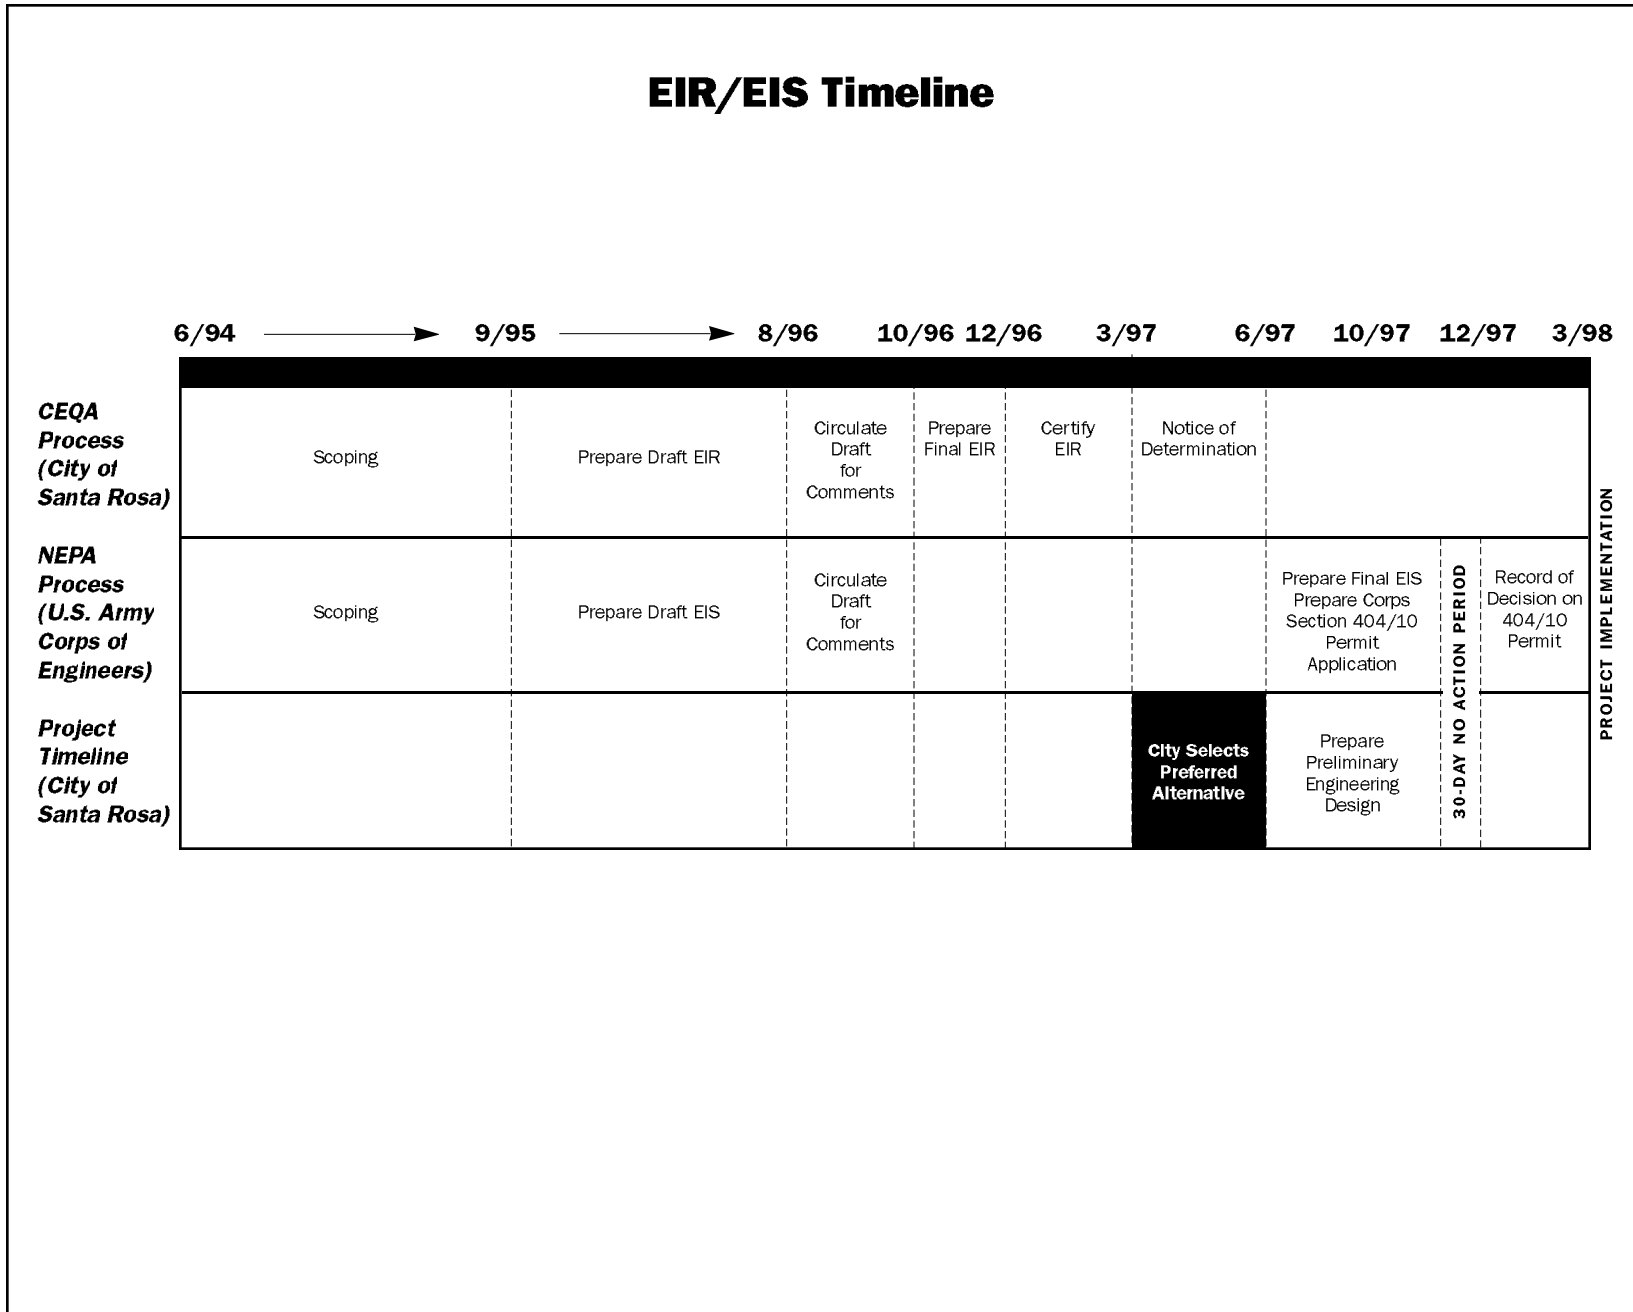 EIR/EIS Timeline
6/94 9/95 8/96 10/96 12/96 3/97 6/97 10/97 12/97 3/98
CEQA
Process
(City of
Santa Rosa)
Scoping
Prepare Draft EIR
Circulate
Draft
for
Comments
Prepare
Final EIR
Certify
EIR
Notice of
Determination
NEPA
Process
(U.S. Army
Corps of
Engineers)
Scoping
Prepare Draft EIS
Circulate
Draft
for
Comments
Prepare Final EIS
Prepare Corps
Section 404/10
Permit
Application
30-DAY NO ACTION PERIOD
Record of
Decision on
404/10
Permit
PROJECT IMPLEMENTATION
Project
Timeline
(City of
Santa Rosa)
City Selects
Preferred
Alternative
Prepare
Preliminary
Engineering
Design